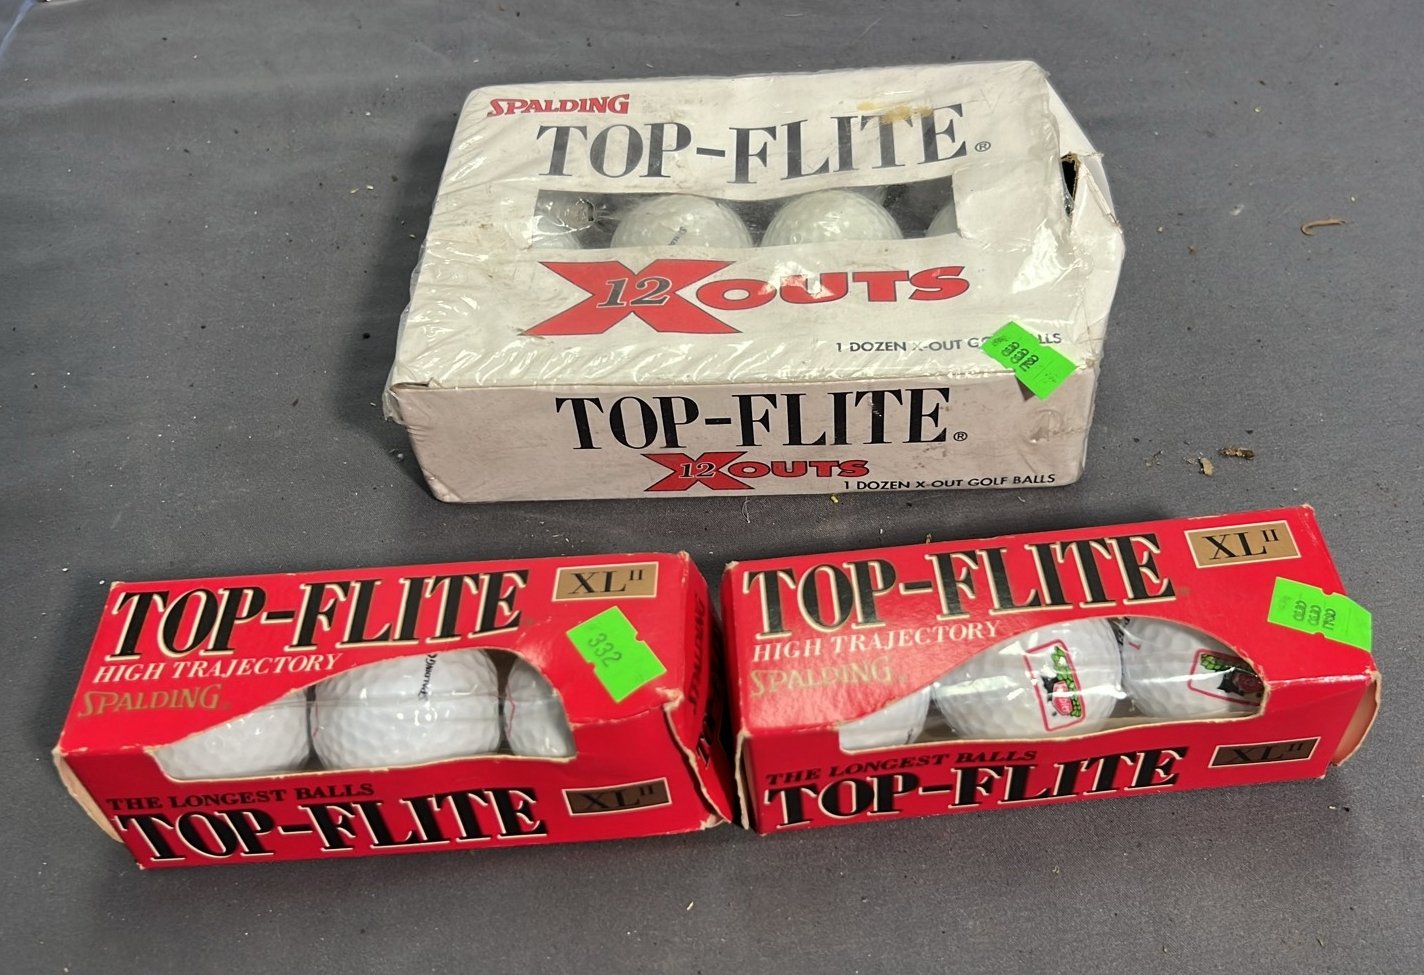 SPALDING
TOP-FLITE®
12 X OUTS
1 DOZEN X-OUT
TOP-FLITE®
12 X OUTS
1 DOZEN X-OUT GOLF BALLS
TOP-FLITE
XL II
HIGH TRAJECTORY
SPALDING
332
THE LONGEST BALLS
TOP-FLITE
XL II
TOP-FLITE
XL II
HIGH TRAJECTORY
SPALDING
THE LONGEST BALLS
TOP-FLITE
XL II